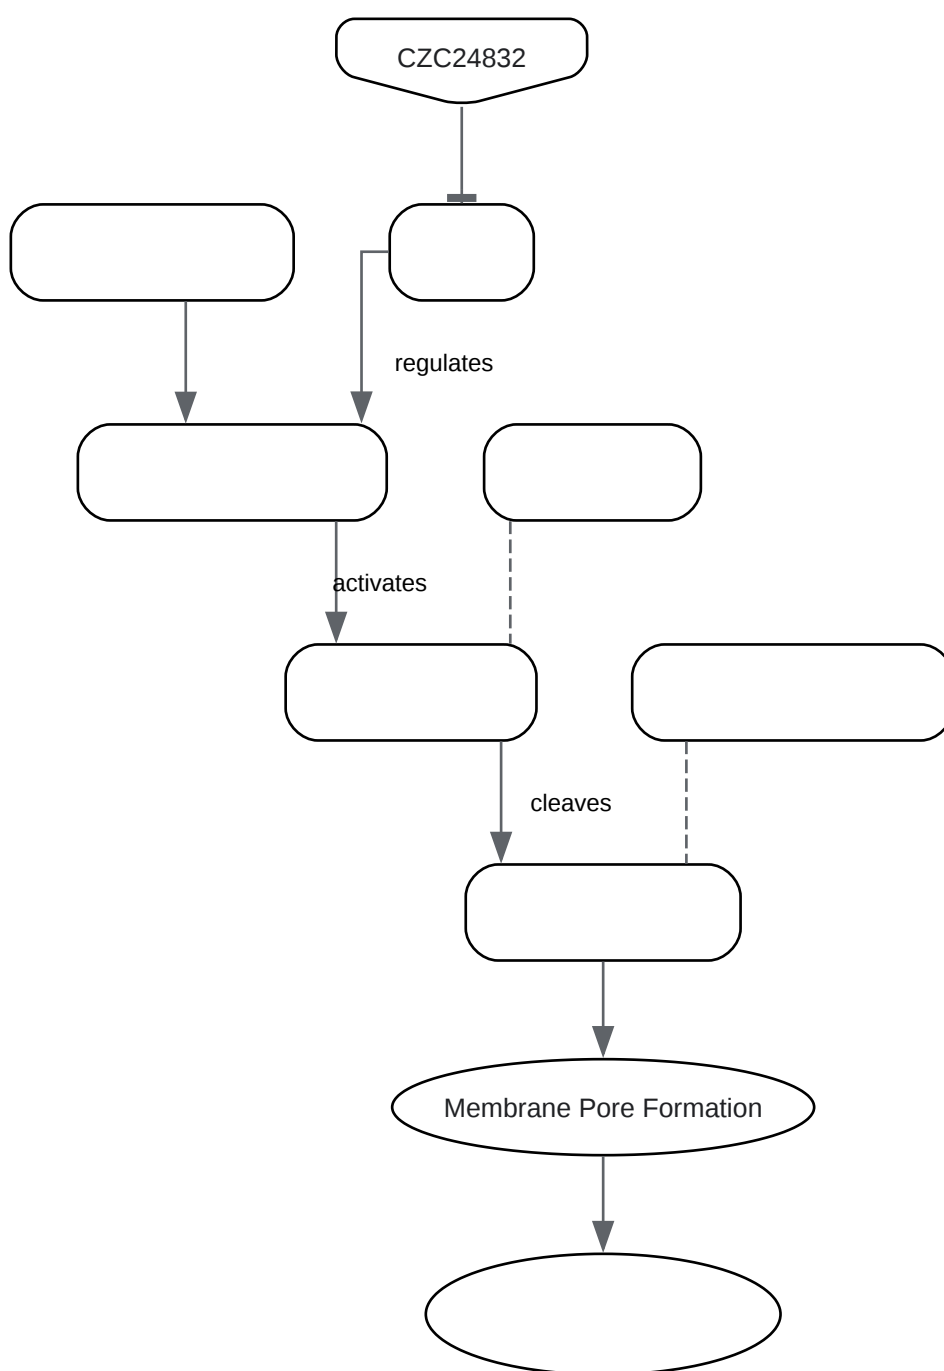 CZC24832
regulates
activates
cleaves
Membrane Pore Formation